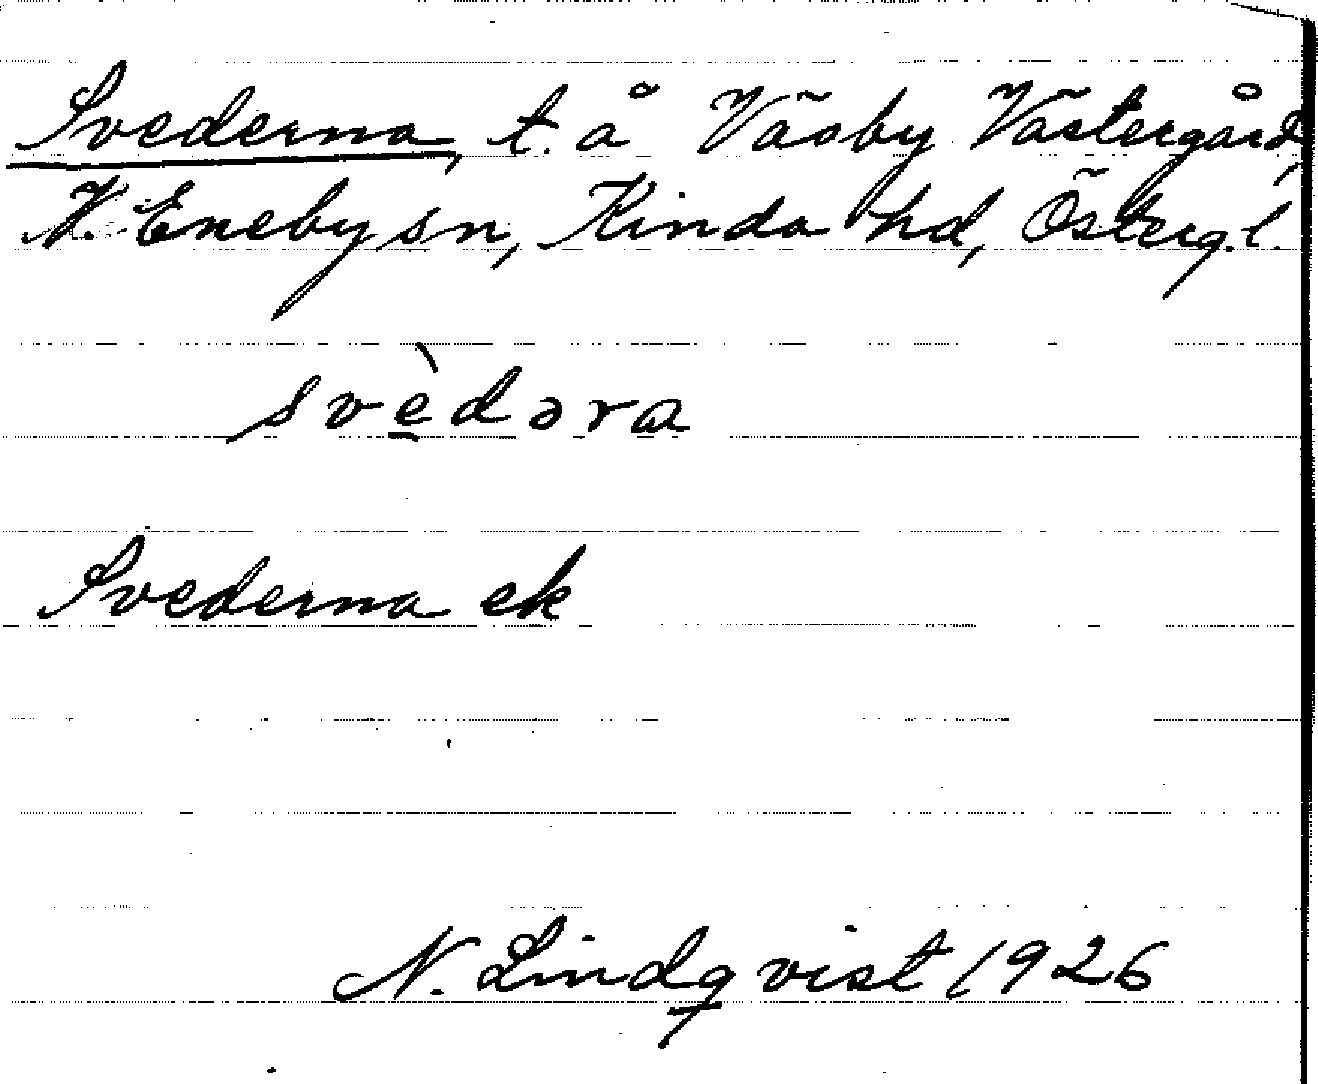 Svederna, t. å Väsby Västergård,
V. Eneby sn, Kinda hd, Östergl.
svèdəra
Svederna ek
N. Lindqvist 1926